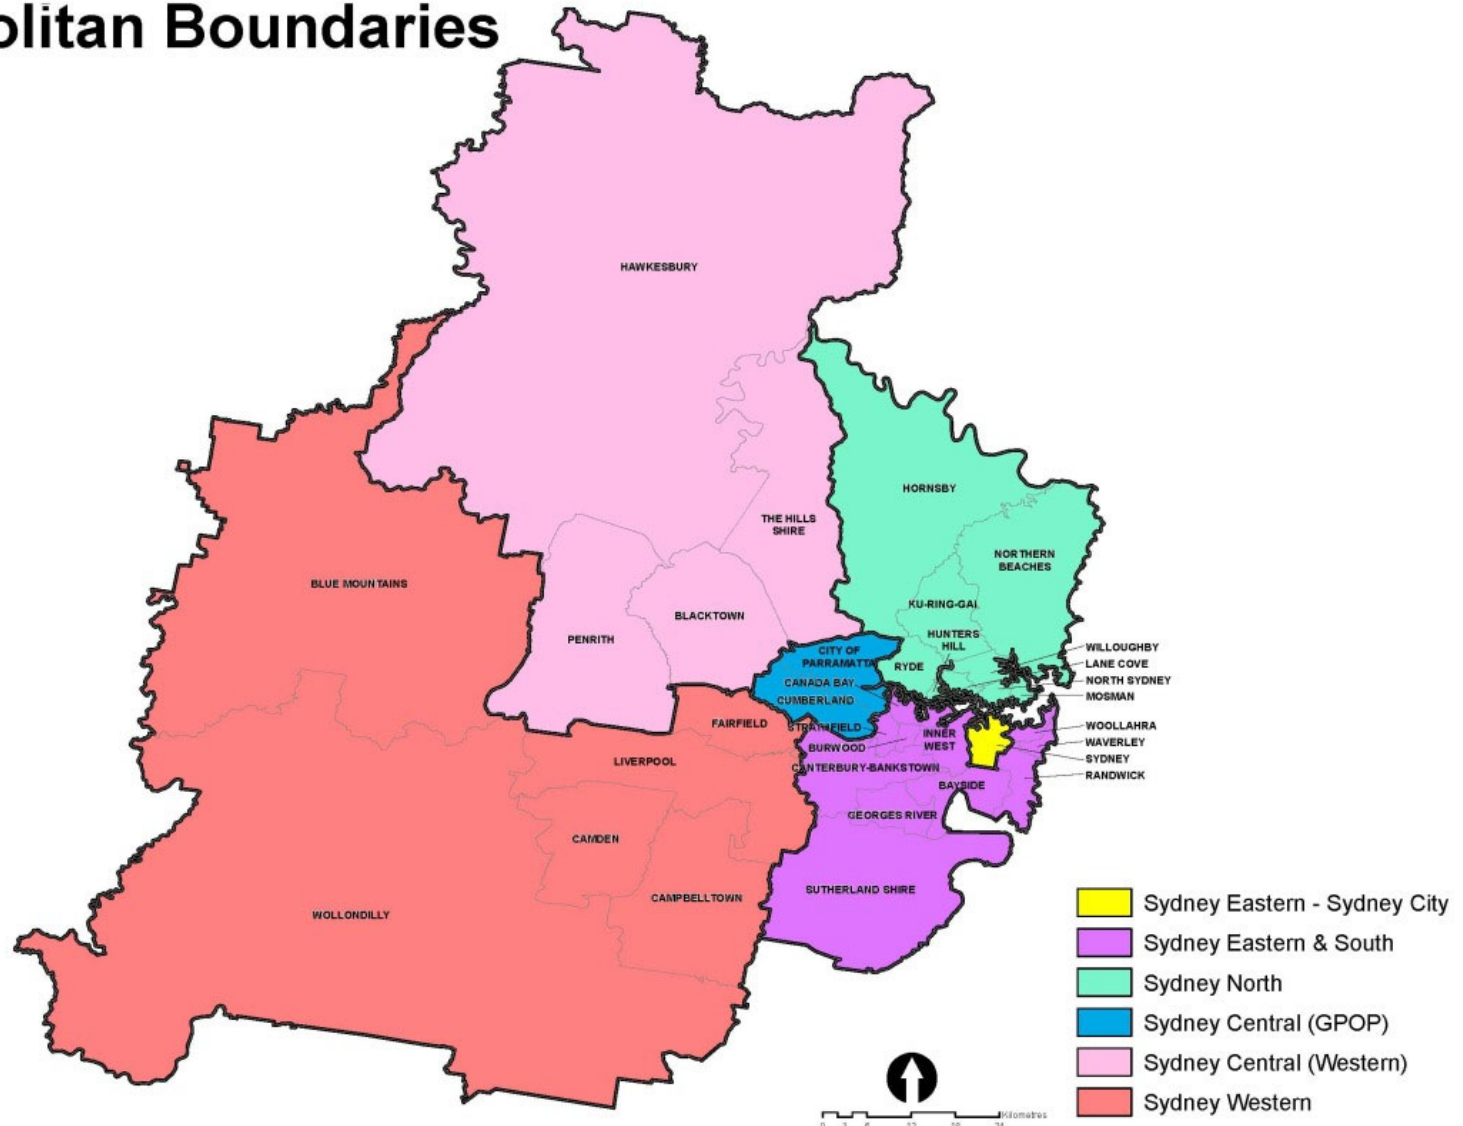 olitan Boundaries
HAWKESBURY
HORNSBY
THE HILLS
SHIRE
NORTHERN
BEACHES
BLUE MOUNTAINS
KU-RING-GAI
BLACKTOWN
PENRITH
HUNTERS
HILL
CITY OF
PARRAMATTA
RYDE
WILLOUGHBY
LANE COVE
NORTH SYDNEY
MOSMAN
CANADA BAY
CUMBERLAND
FAIRFIELD
STRATHFIELD
WOOLLAHRA
WAVERLEY
SYDNEY
RANDWICK
INNER
WEST
BURWOOD
LIVERPOOL
CANTERBURY-BANKSTOWN
BAYSIDE
GEORGES RIVER
CAMDEN
SUTHERLAND SHIRE
CAMPBELLTOWN
WOLLONDILLY
Sydney Eastern - Sydney City
Sydney Eastern & South
Sydney North
Sydney Central (GPOP)
Sydney Central (Western)
Sydney Western
Kilometres